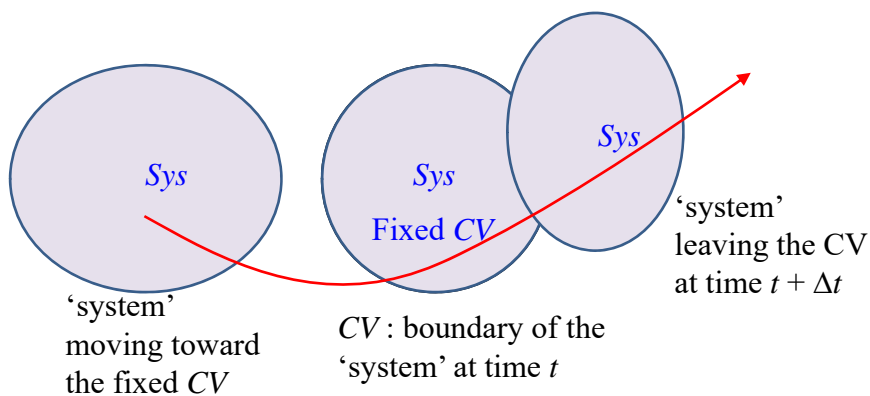 Sys
Sys
Fixed CV
Sys
‘system’
moving toward
the fixed CV
CV : boundary of the
‘system’ at time t
‘system’
leaving the CV
at time t + Δt